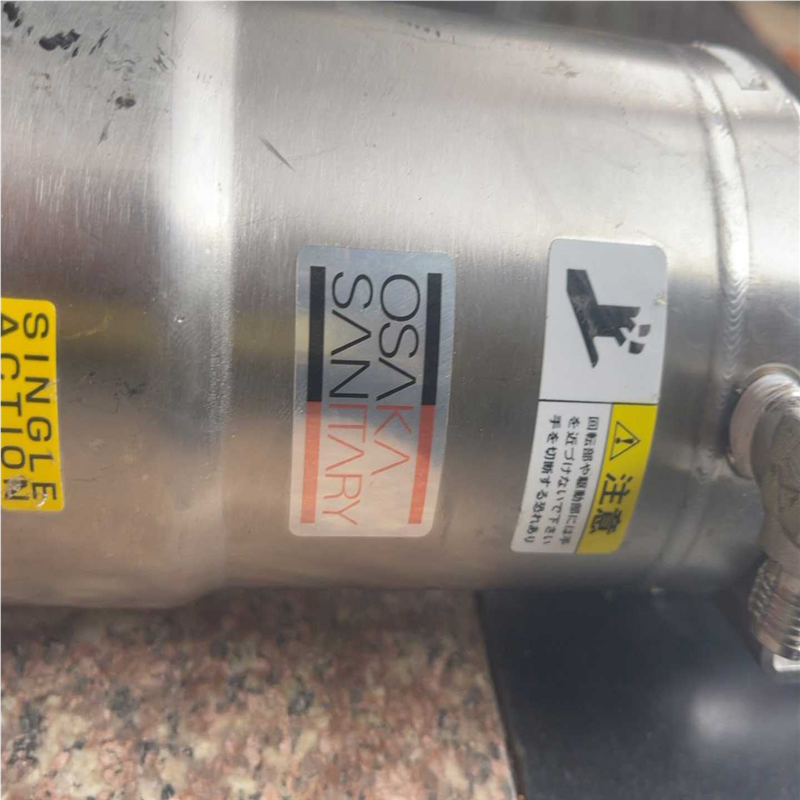 SINGLE
ACTION
OSAKA
SANITARY
注意
回転部や駆動部には手
を近づけないで下さい
手を切断する恐れあり